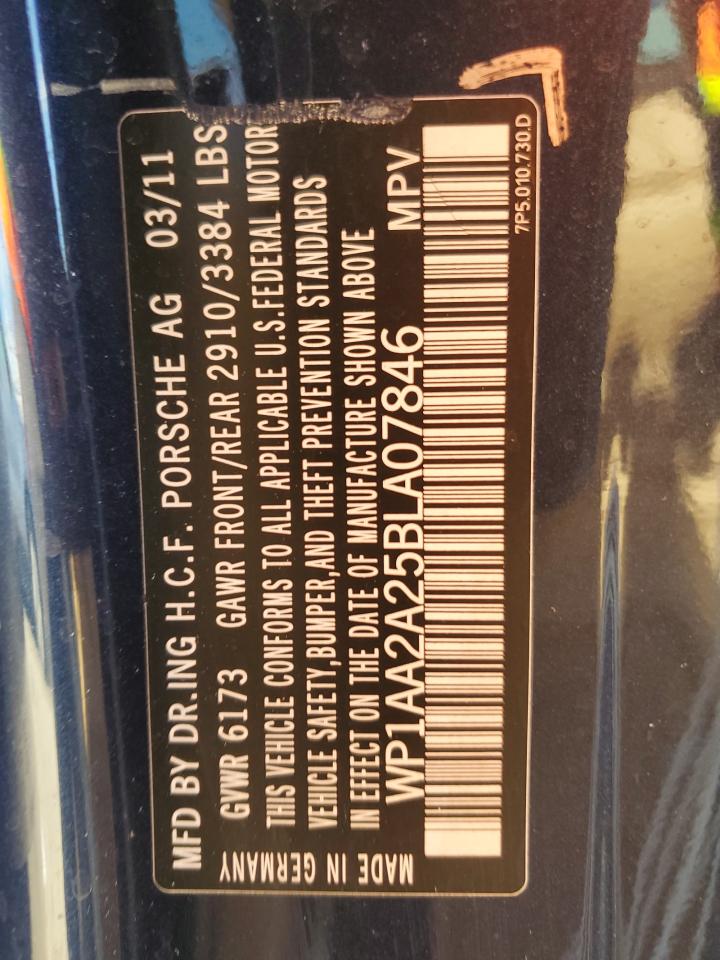 MFD BY DR.ING H.C.F. PORSCHE AG 03/11
GVWR 6173 GAWR FRONT/REAR 2910/3384 LBS
THIS VEHICLE CONFORMS TO ALL APPLICABLE U.S.FEDERAL MOTOR
VEHICLE SAFETY,BUMPER,AND THEFT PREVENTION STANDARDS
IN EFFECT ON THE DATE OF MANUFACTURE SHOWN ABOVE
WP1AA2A25BLA07846 MPV
MADE IN GERMANY
7P5.010.730.D